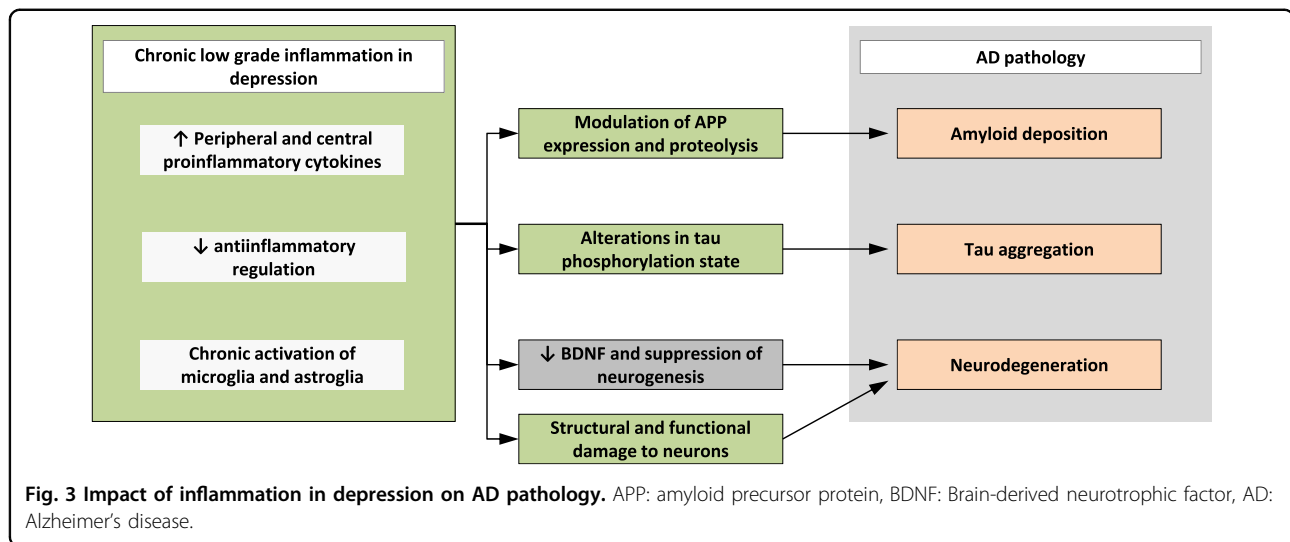 Chronic low grade inflammation in
depression
↑ Peripheral and central
proinflammatory cytokines
↓ antiinflammatory
regulation
Chronic activation of
microglia and astroglia
Modulation of APP
expression and proteolysis
Alterations in tau
phosphorylation state
↓ BDNF and suppression of
neurogenesis
Structural and functional
damage to neurons
AD pathology
Amyloid deposition
Tau aggregation
Neurodegeneration
Fig. 3 Impact of inflammation in depression on AD pathology. APP: amyloid precursor protein, BDNF: Brain-derived neurotrophic factor, AD:
Alzheimer's disease.